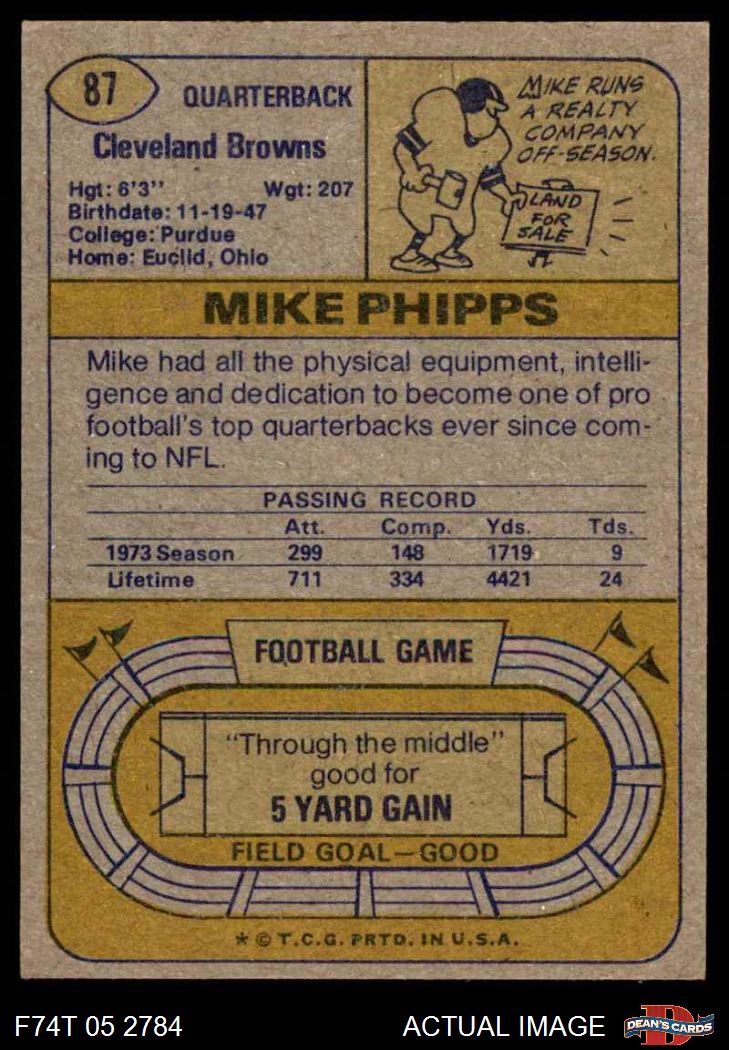 87
QUARTERBACK
Cleveland Browns
Hgt: 6'3'' Wgt: 207
Birthdate: 11-19-47
College: Purdue
Home: Euclid, Ohio
MIKE RUNS
A REALTY
COMPANY
OFF-SEASON.
LAND
FOR
SALE
MIKE PHIPPS
Mike had all the physical equipment, intelli-
gence and dedication to become one of pro
football's top quarterbacks ever since com-
ing to NFL.
PASSING RECORD
Att. Comp. Yds. Tds.
1973 Season 299 148 1719 9
Lifetime 711 334 4421 24
FOOTBALL GAME
"Through the middle"
good for
5 YARD GAIN
FIELD GOAL—GOOD
* © T.C.G. PRTD. IN U.S.A.
F74T 05 2784 ACTUAL IMAGE
D
DEAN'S CARDS